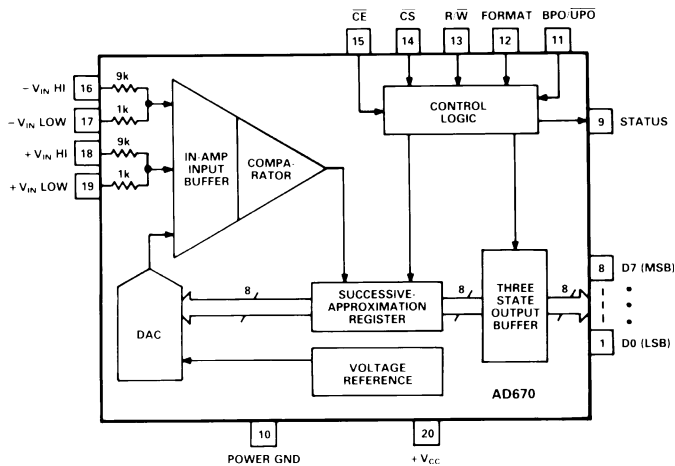 CE CS R/W FORMAT BPO/UPO
15 14 13 12 11
16 − VIN HI 9k
17 − VIN LOW 1k
18 + VIN HI 9k
19 + VIN LOW 1k
IN-AMP
INPUT
BUFFER
COMPA-
RATOR
CONTROL
LOGIC
9 STATUS
8 D7 (MSB)
1 D0 (LSB)
DAC
8
SUCCESSIVE-
APPROXIMATION
REGISTER
8
THREE
STATE
OUTPUT
BUFFER
8
VOLTAGE
REFERENCE
AD670
10 20
POWER GND + VCC